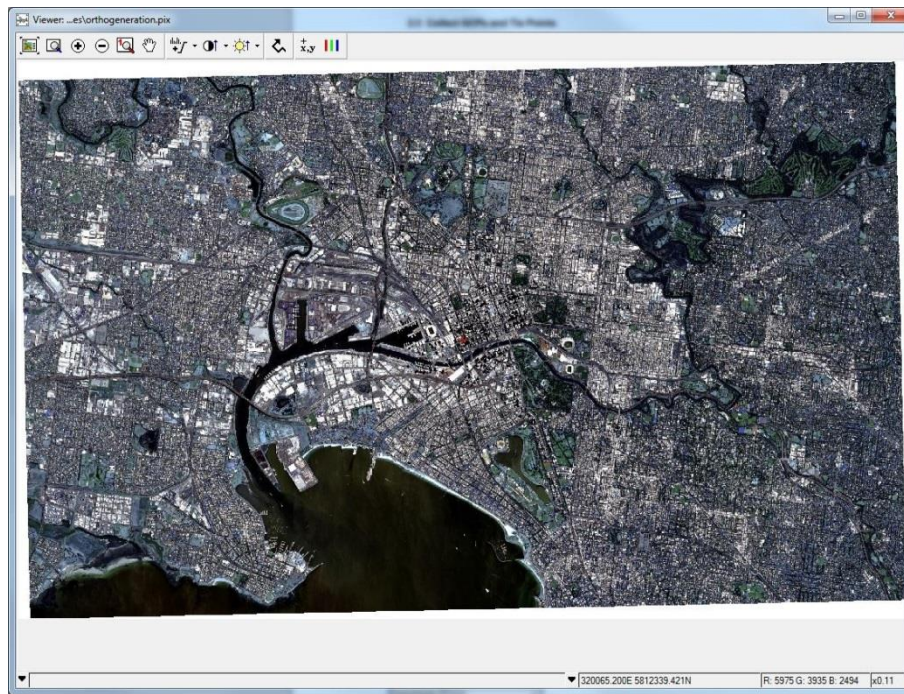 Viewer: ...es\orthogeneration.pix
x,y
320065.200E 5812339.421N
R: 5975 G: 3935 B: 2494
x0.11